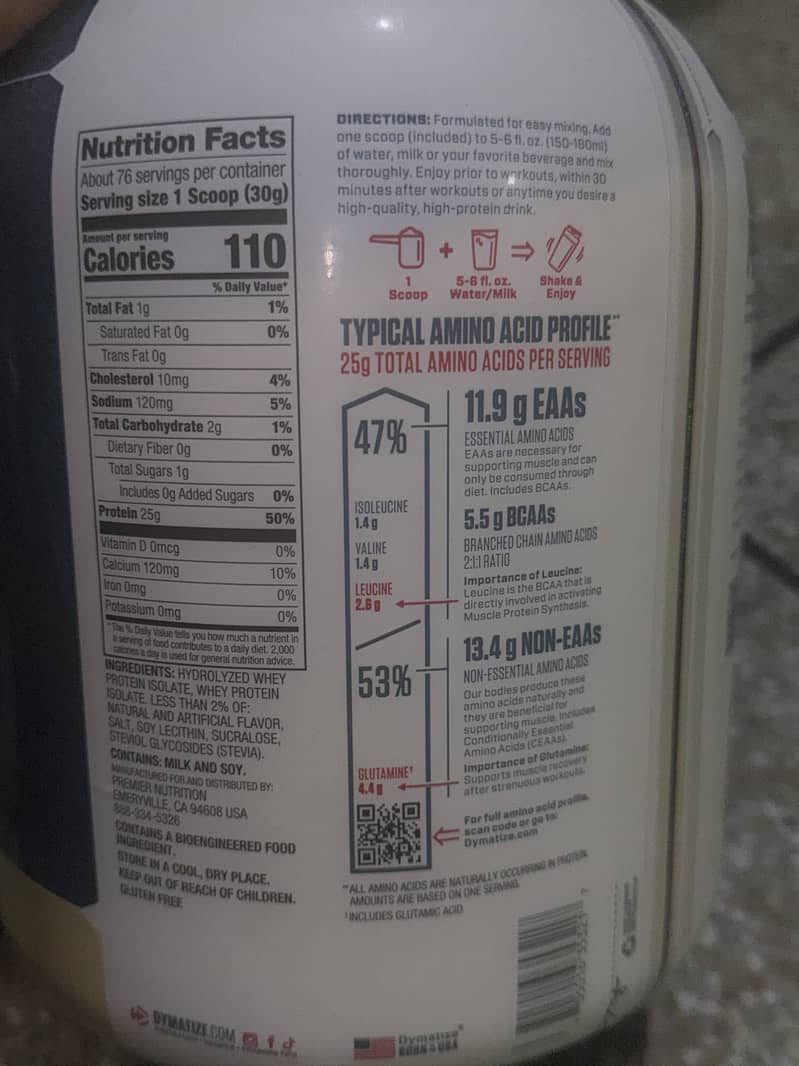 Nutrition Facts
About 76 servings per container
Serving size 1 Scoop (30g)
Amount per serving
Calories 110
% Daily Value*
Total Fat 1g 1%
Saturated Fat 0g 0%
Trans Fat 0g
Cholesterol 10mg 4%
Sodium 120mg 5%
Total Carbohydrate 2g 1%
Dietary Fiber 0g 0%
Total Sugars 1g
Includes 0g Added Sugars 0%
Protein 25g 50%
Vitamin D 0mcg 0%
Calcium 120mg 10%
Iron 0mg 0%
Potassium 0mg 0%
*The % Daily Value tells you how much a nutrient in
a serving of food contributes to a daily diet. 2,000
calories a day is used for general nutrition advice.
INGREDIENTS: HYDROLYZED WHEY
PROTEIN ISOLATE, WHEY PROTEIN
ISOLATE. LESS THAN 2% OF:
NATURAL AND ARTIFICIAL FLAVOR,
SALT, SOY LECITHIN, SUCRALOSE,
STEVIOL GLYCOSIDES (STEVIA).
CONTAINS: MILK AND SOY.
MANUFACTURED FOR AND DISTRIBUTED BY:
PREMIER NUTRITION
EMERYVILLE, CA 94608 USA
888-334-5326
CONTAINS A BIOENGINEERED FOOD
INGREDIENT.
STORE IN A COOL, DRY PLACE.
KEEP OUT OF REACH OF CHILDREN.
GLUTEN FREE
DYMATIZE.COM
DIRECTIONS: Formulated for easy mixing. Add
one scoop (included) to 5-6 fl. oz. (150-180ml)
of water, milk or your favorite beverage and mix
thoroughly. Enjoy prior to workouts, within 30
minutes after workouts or anytime you desire a
high-quality, high-protein drink.
+
1
Scoop
5-6 fl. oz.
Water/Milk
Shake &
Enjoy
TYPICAL AMINO ACID PROFILE**
25g TOTAL AMINO ACIDS PER SERVING
47%
ISOLEUCINE
1.4 g
VALINE
1.4 g
LEUCINE
2.6 g
53%
GLUTAMINE†
4.4 g
11.9 g EAAs
ESSENTIAL AMINO ACIDS
EAAs are necessary for
supporting muscle and can
only be consumed through
diet. Includes BCAAs.
5.5 g BCAAs
BRANCHED CHAIN AMINO ACIDS
2:1:1 RATIO
Importance of Leucine:
Leucine is the BCAA that is
directly involved in activating
Muscle Protein Synthesis.
13.4 g NON-EAAs
NON-ESSENTIAL AMINO ACIDS
Our bodies produce these
amino acids naturally and
they are beneficial for
supporting muscle. Includes
Conditionally Essential
Amino Acids (CEAAs).
Importance of Glutamine:
Supports muscle recovery
after strenuous workouts.
For full amino acid profile,
scan code or go to:
Dymatize.com
**ALL AMINO ACIDS ARE NATURALLY OCCURRING IN PROTEIN.
AMOUNTS ARE BASED ON ONE SERVING.
†INCLUDES GLUTAMIC ACID
Dymatize®
BORN IN USA